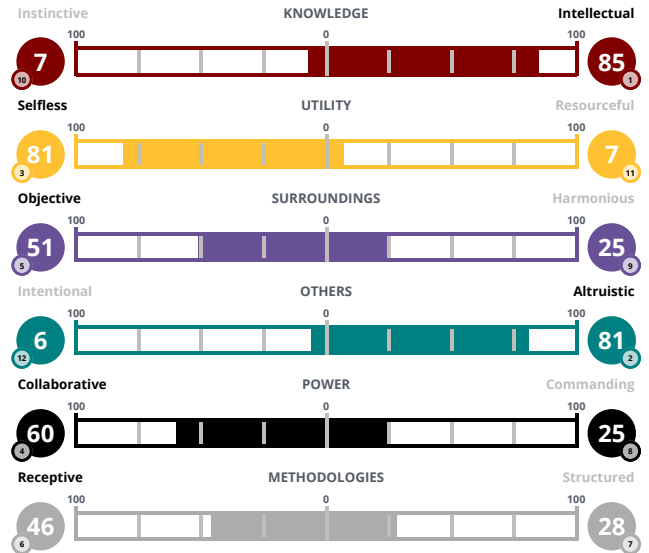 Instinctive KNOWLEDGE Intellectual
100 0 100
7 85
10 1
Selfless UTILITY Resourceful
100 0 100
81 7
3 11
Objective SURROUNDINGS Harmonious
100 0 100
51 25
5 9
Intentional OTHERS Altruistic
100 0 100
6 81
12 2
Collaborative POWER Commanding
100 0 100
60 25
4 8
Receptive METHODOLOGIES Structured
100 0 100
46 28
6 7